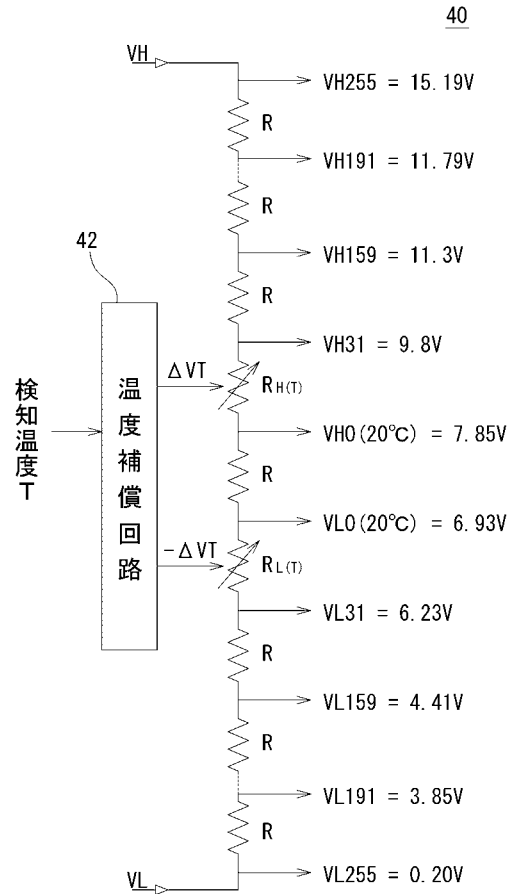 40
VH
VH255 = 15.19V
R
VH191 = 11.79V
R
VH159 = 11.3V
R
42
VH31 = 9.8V
ΔVT
RH(T)
検知温度T
温度補償回路
VH0(20℃) = 7.85V
R
VL0(20℃) = 6.93V
-ΔVT
RL(T)
VL31 = 6.23V
R
VL159 = 4.41V
R
VL191 = 3.85V
R
VL
VL255 = 0.20V